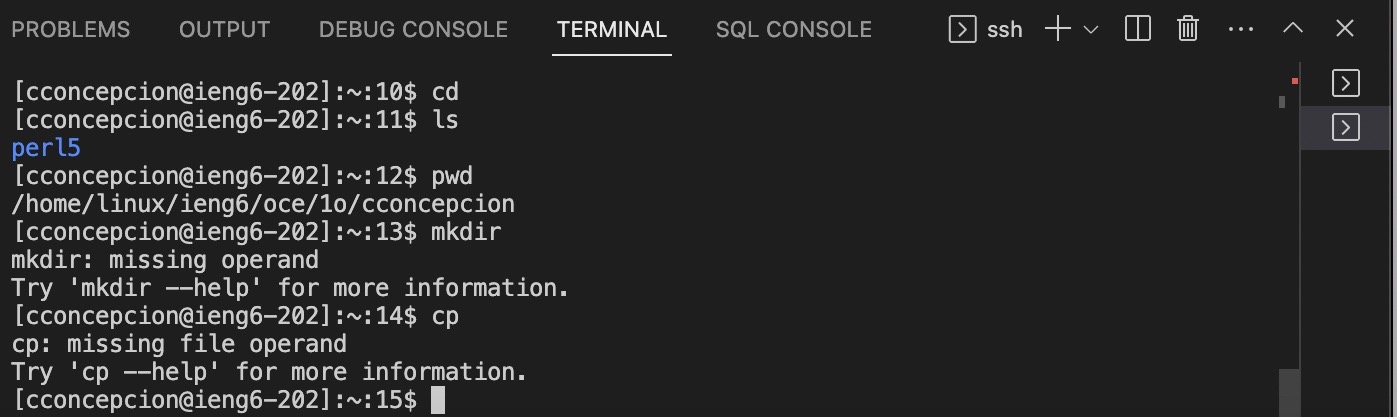 PROBLEMS OUTPUT DEBUG CONSOLE TERMINAL SQL CONSOLE ssh
[cconcepcion@ieng6-202]:~:10$ cd
[cconcepcion@ieng6-202]:~:11$ ls
perl5
[cconcepcion@ieng6-202]:~:12$ pwd
/home/linux/ieng6/oce/1o/cconcepcion
[cconcepcion@ieng6-202]:~:13$ mkdir
mkdir: missing operand
Try 'mkdir --help' for more information.
[cconcepcion@ieng6-202]:~:14$ cp
cp: missing file operand
Try 'cp --help' for more information.
[cconcepcion@ieng6-202]:~:15$